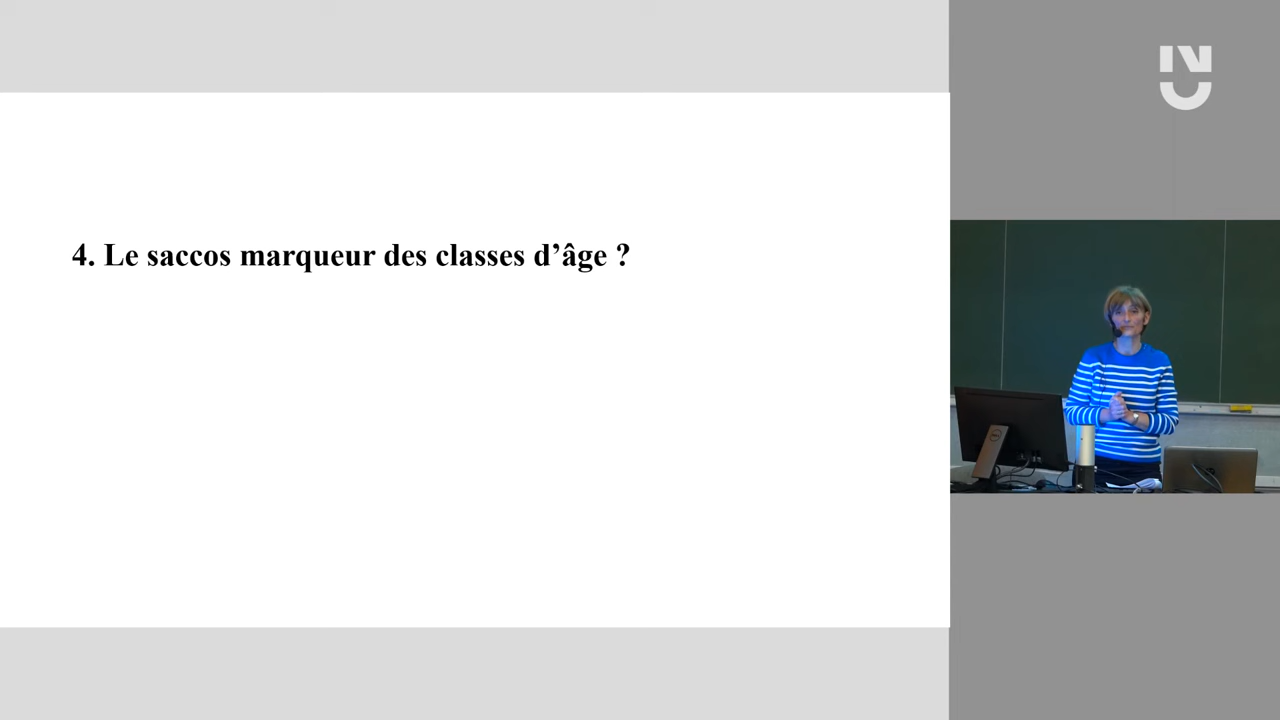 4. Le saccos marqueur des classes d’âge ?